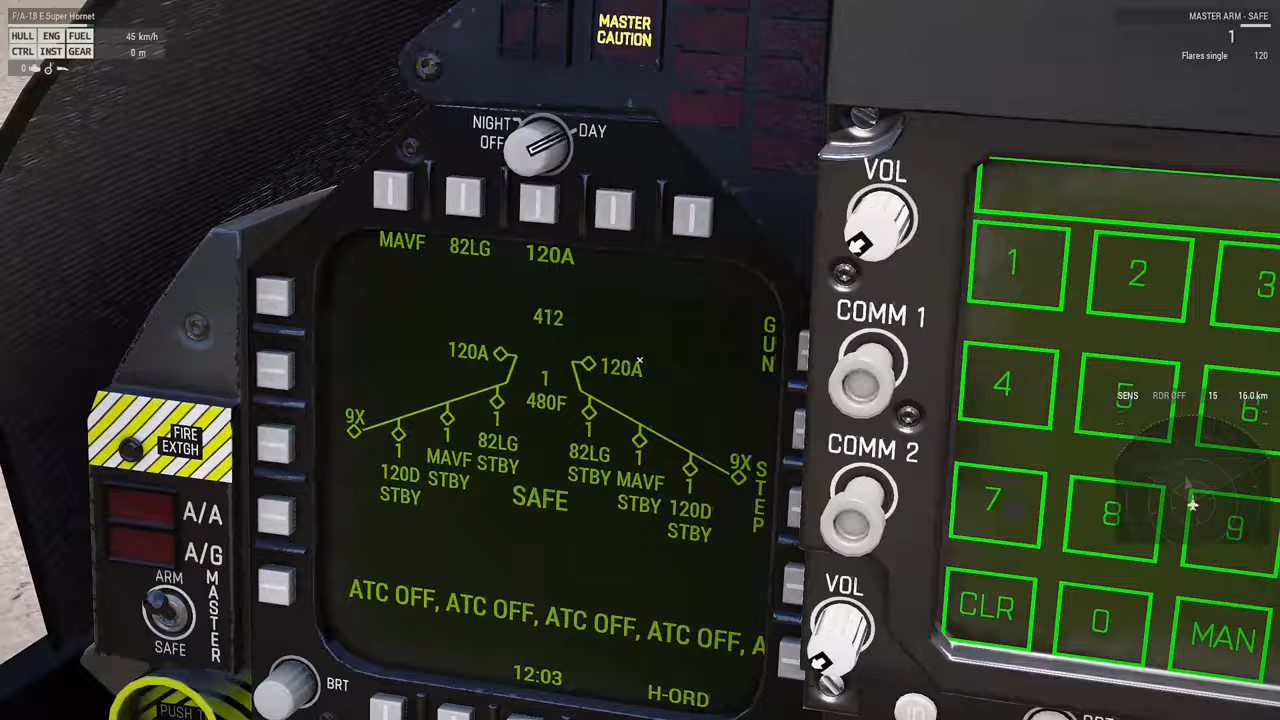 F/A-18 E Super Hornet
HULL ENG FUEL
CTRL INST GEAR
45 km/h
0 m
0
MASTER ARM - SAFE
1
Flares single 120
MASTER
CAUTION
NIGHT
OFF
DAY
MAVF 82LG 120A
412
GUN
120A
120A
1
480F
9X
1
120D
STBY
1
MAVF
STBY
1
82LG
STBY
1
82LG
STBY
1
MAVF
STBY
1
120D
STBY
9X
STEP
SAFE
ATC OFF, ATC OFF, ATC OFF, ATC OFF, A
12:03
H-ORD
FIRE
EXTGH
A/A
A/G
ARM
SAFE
MASTER
BRT
PUSH T
VOL
COMM 1
COMM 2
VOL
1 2 3
4 5 6
7 8 9
CLR 0 MAN
SENS RDR OFF 15 16.0 km